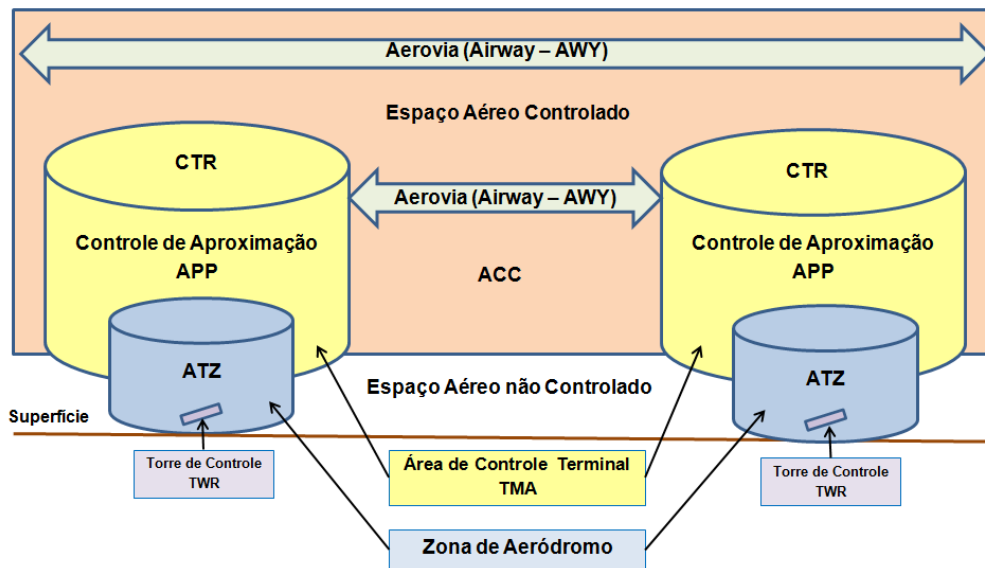 Aerovia (Airway – AWY)
Espaço Aéreo Controlado
CTR
CTR
Aerovia (Airway – AWY)
Controle de Aproximação
APP
Controle de Aproximação
APP
ACC
ATZ
ATZ
Espaço Aéreo não Controlado
Superfície
Torre de Controle
TWR
Área de Controle Terminal
TMA
Torre de Controle
TWR
Zona de Aeródromo